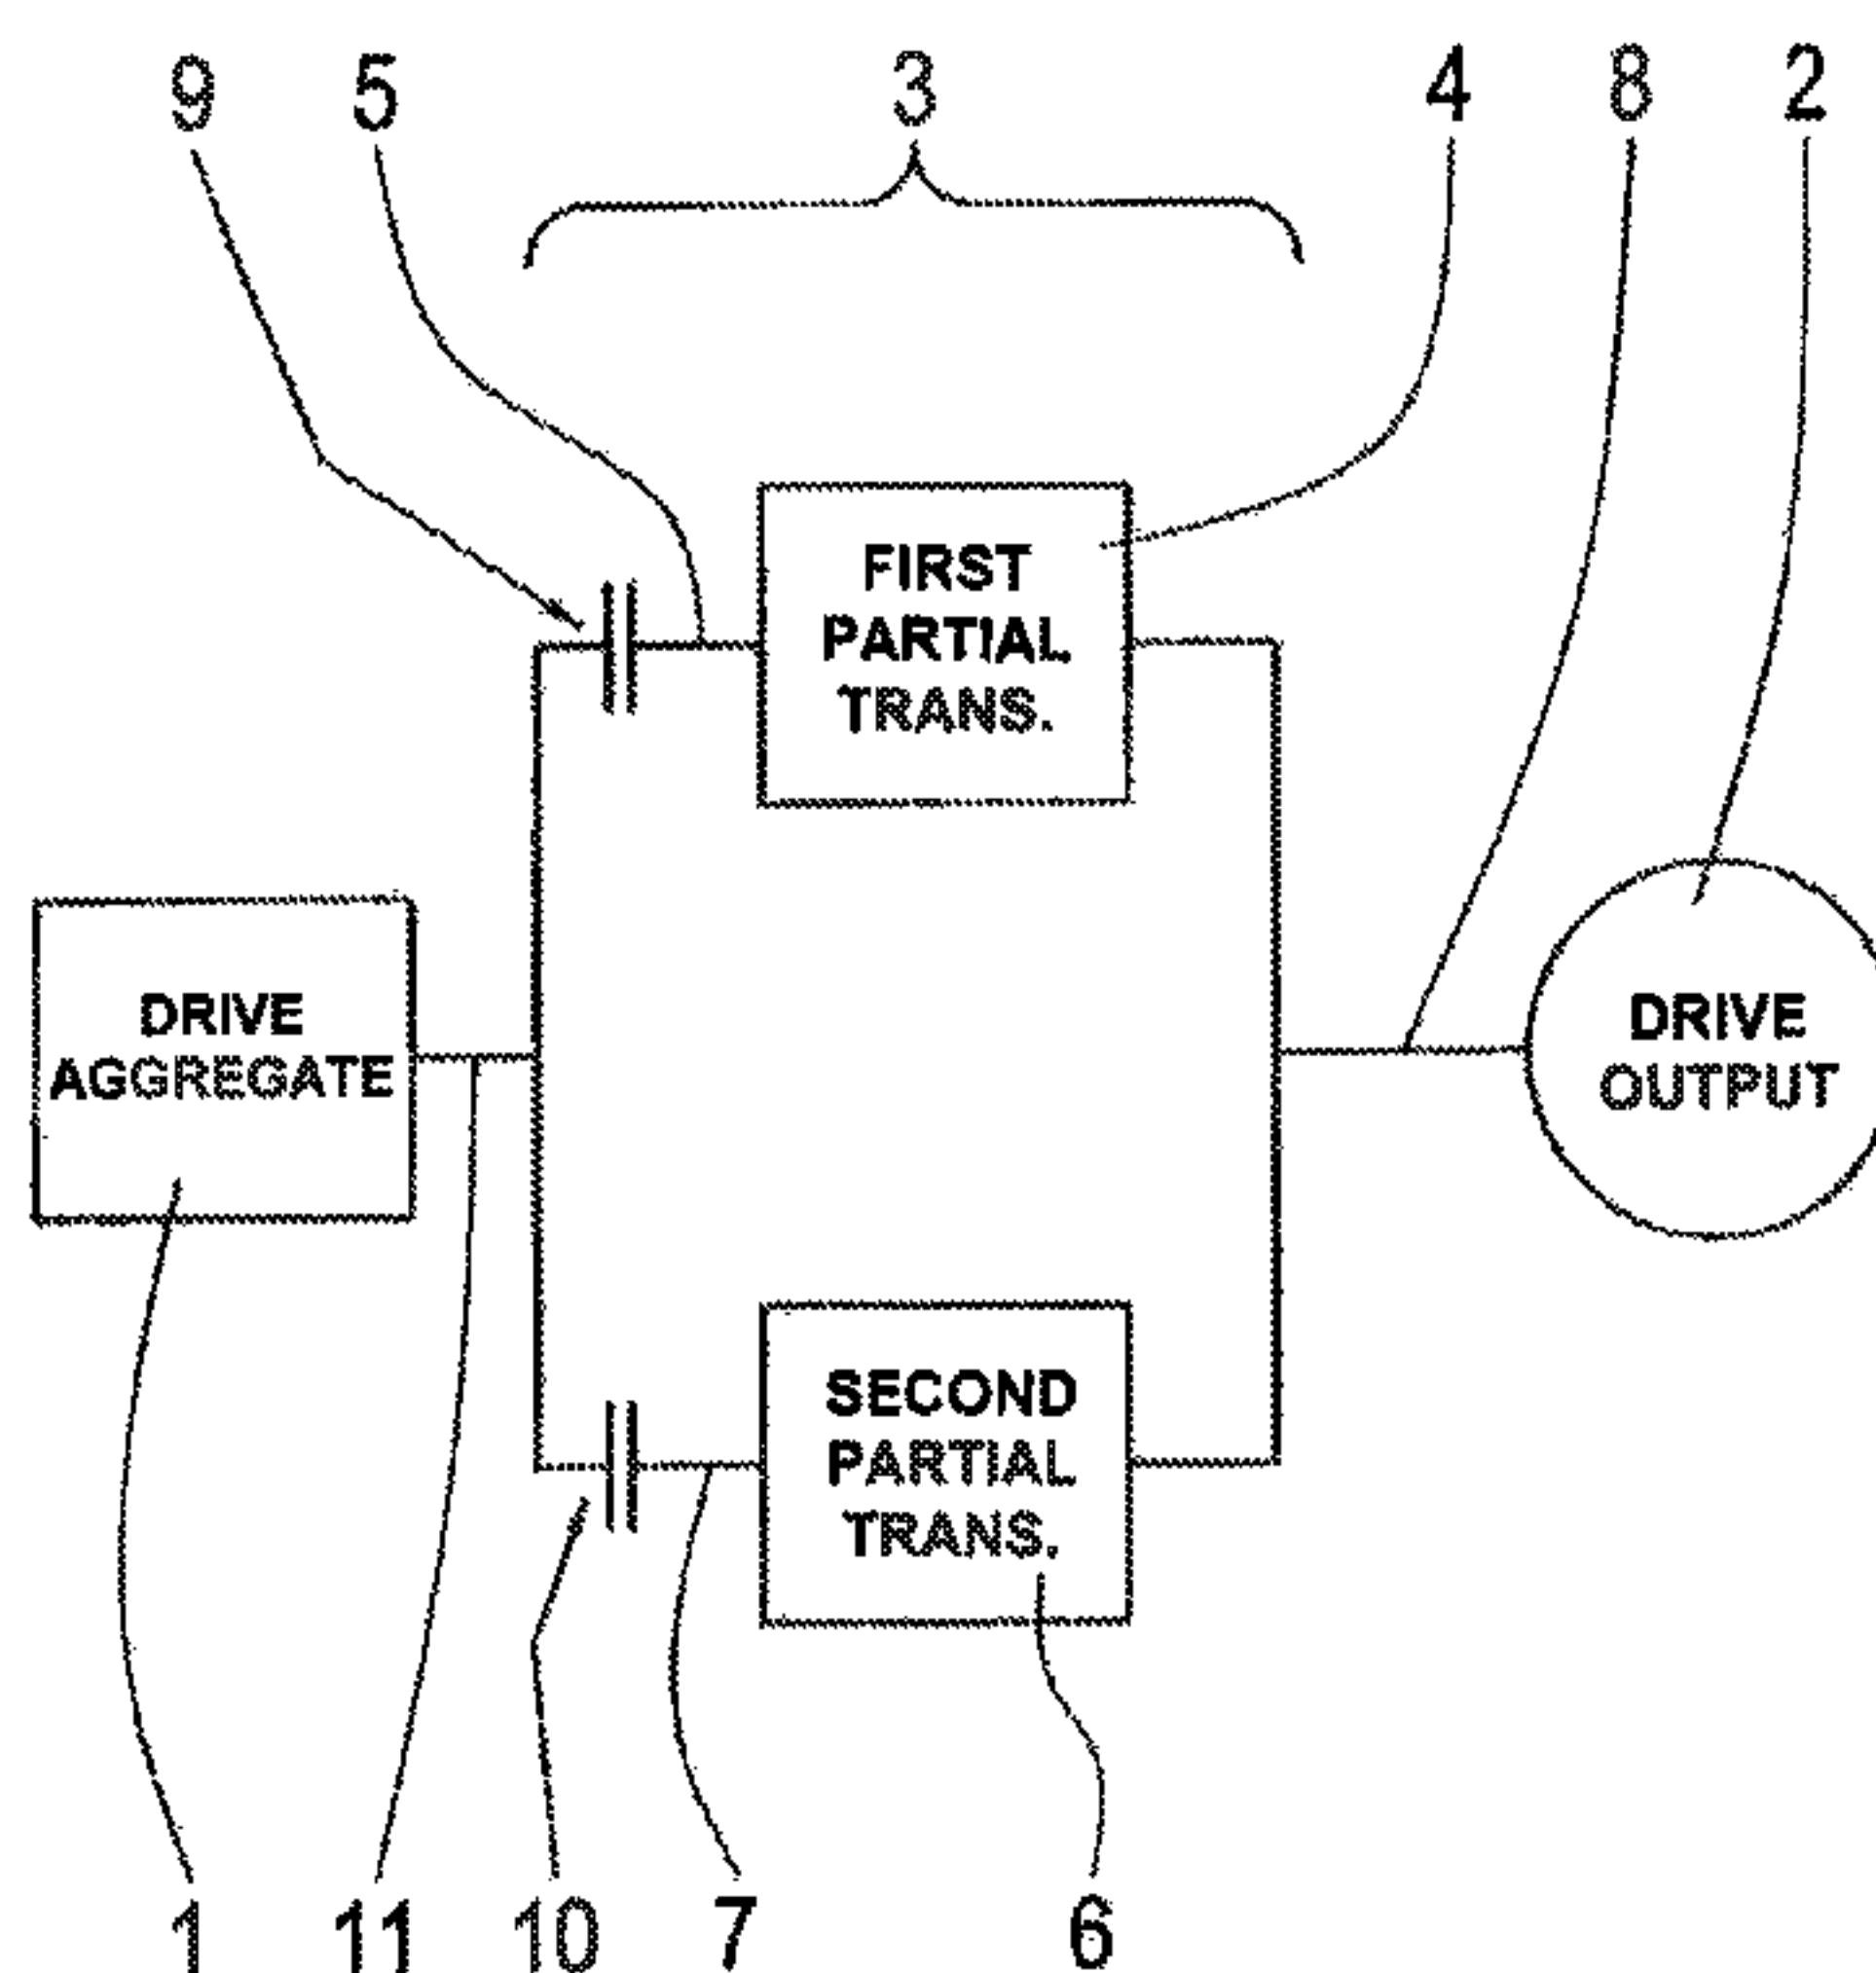 9 5 3 4 8 2
FIRST
PARTIAL
TRANS.
DRIVE
AGGREGATE
DRIVE
OUTPUT
SECOND
PARTIAL
TRANS.
1 11 10 7 6